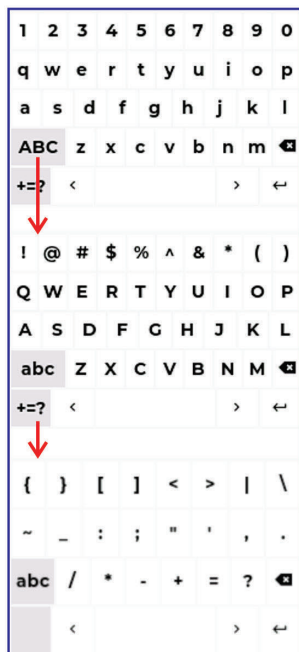 1 2 3 4 5 6 7 8 9 0
q w e r t y u i o p
a s d f g h j k l
ABC z x c v b n m
+=? < >
! @ # $ % ^ & * ( )
Q W E R T Y U I O P
A S D F G H J K L
abc Z X C V B N M
+=? < >
{ } [ ] < > | \
~ _ : ; " ' , .
abc / * - + = ?
< >